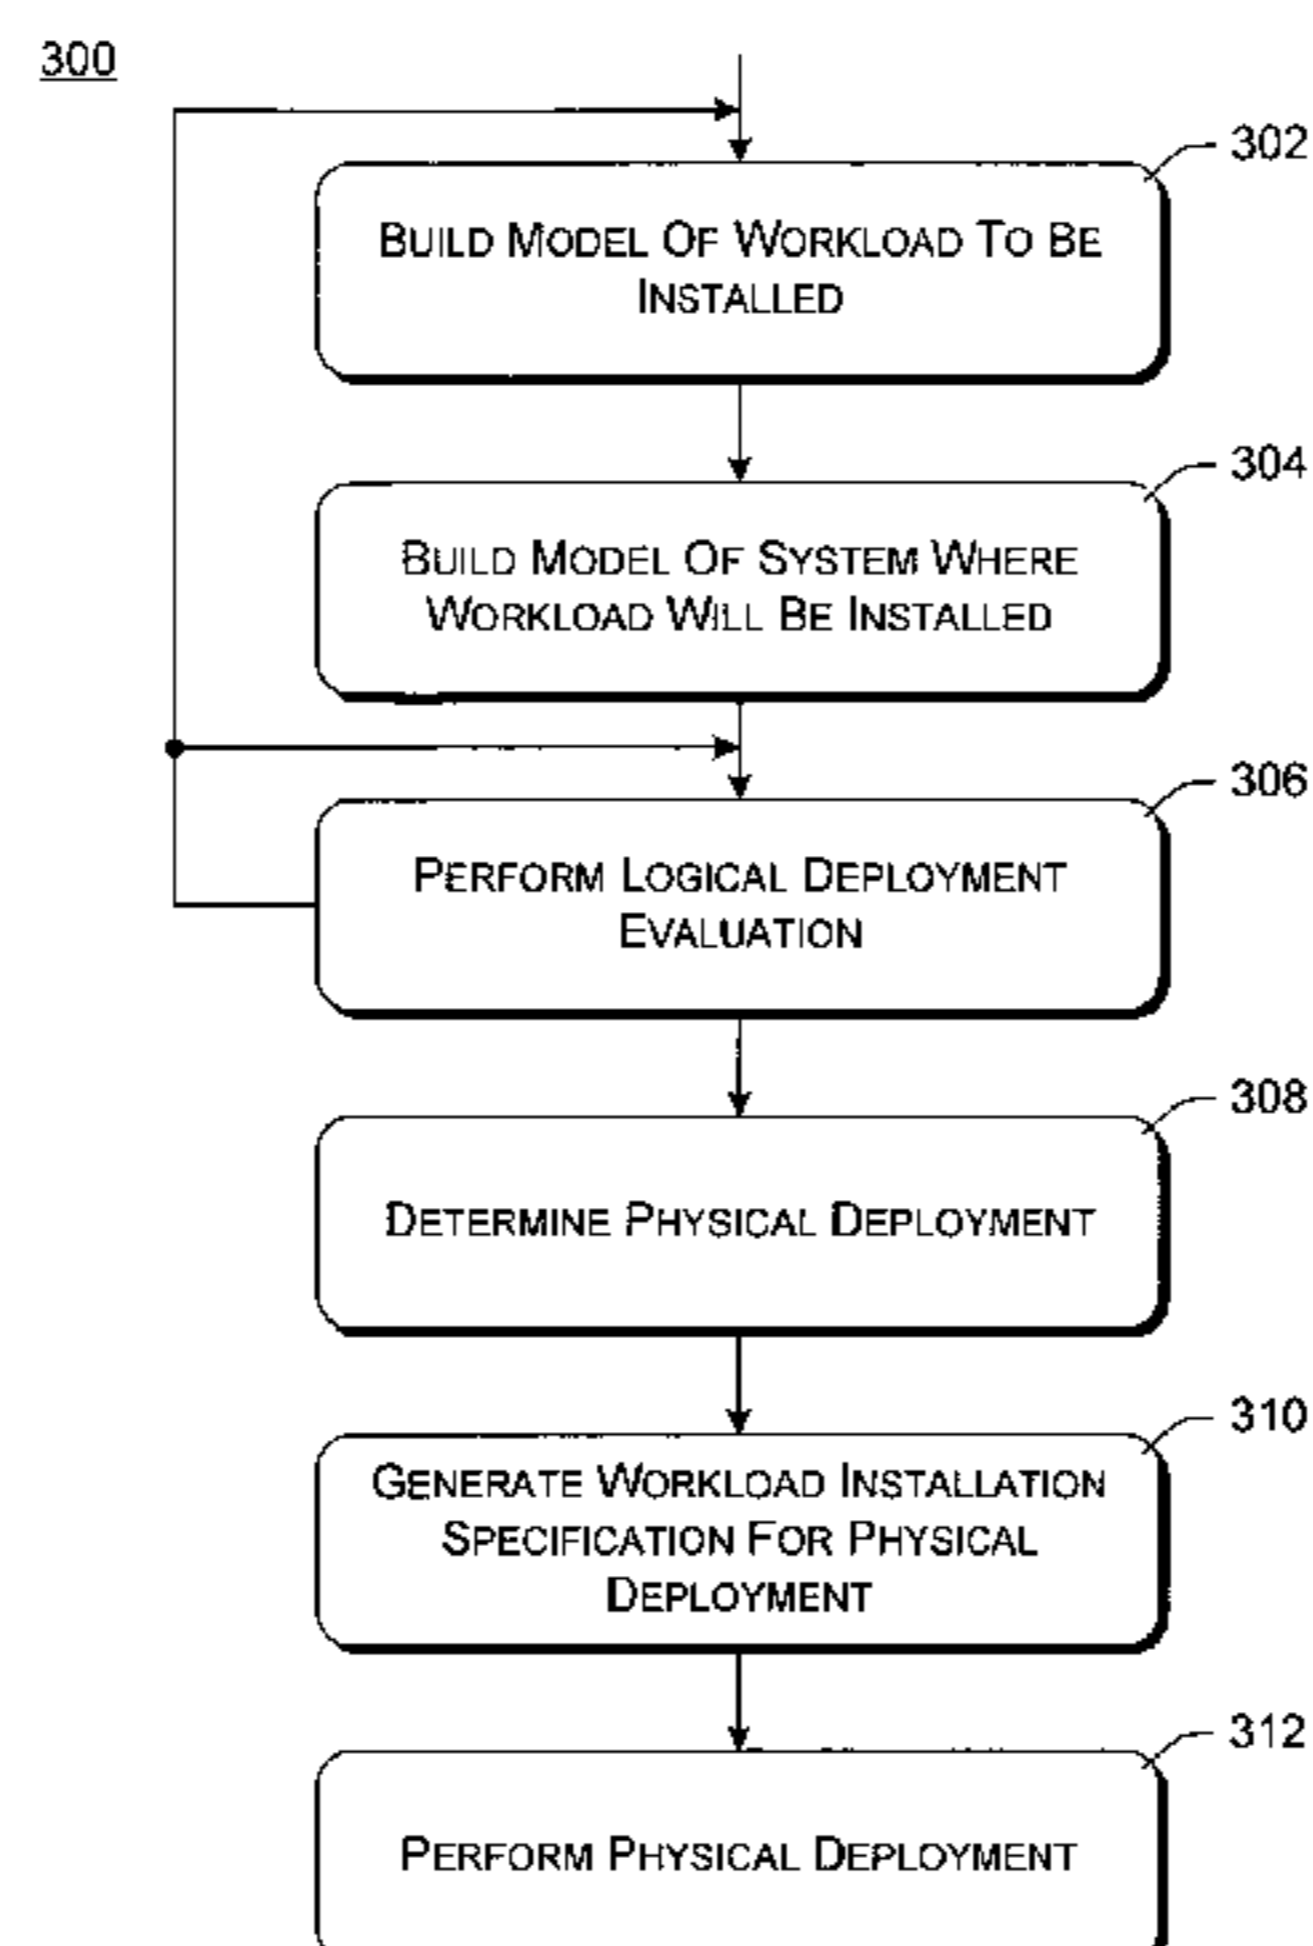 300
302
BUILD MODEL OF WORKLOAD TO BE
INSTALLED
304
BUILD MODEL OF SYSTEM WHERE
WORKLOAD WILL BE INSTALLED
306
PERFORM LOGICAL DEPLOYMENT
EVALUATION
308
DETERMINE PHYSICAL DEPLOYMENT
310
GENERATE WORKLOAD INSTALLATION
SPECIFICATION FOR PHYSICAL
DEPLOYMENT
312
PERFORM PHYSICAL DEPLOYMENT